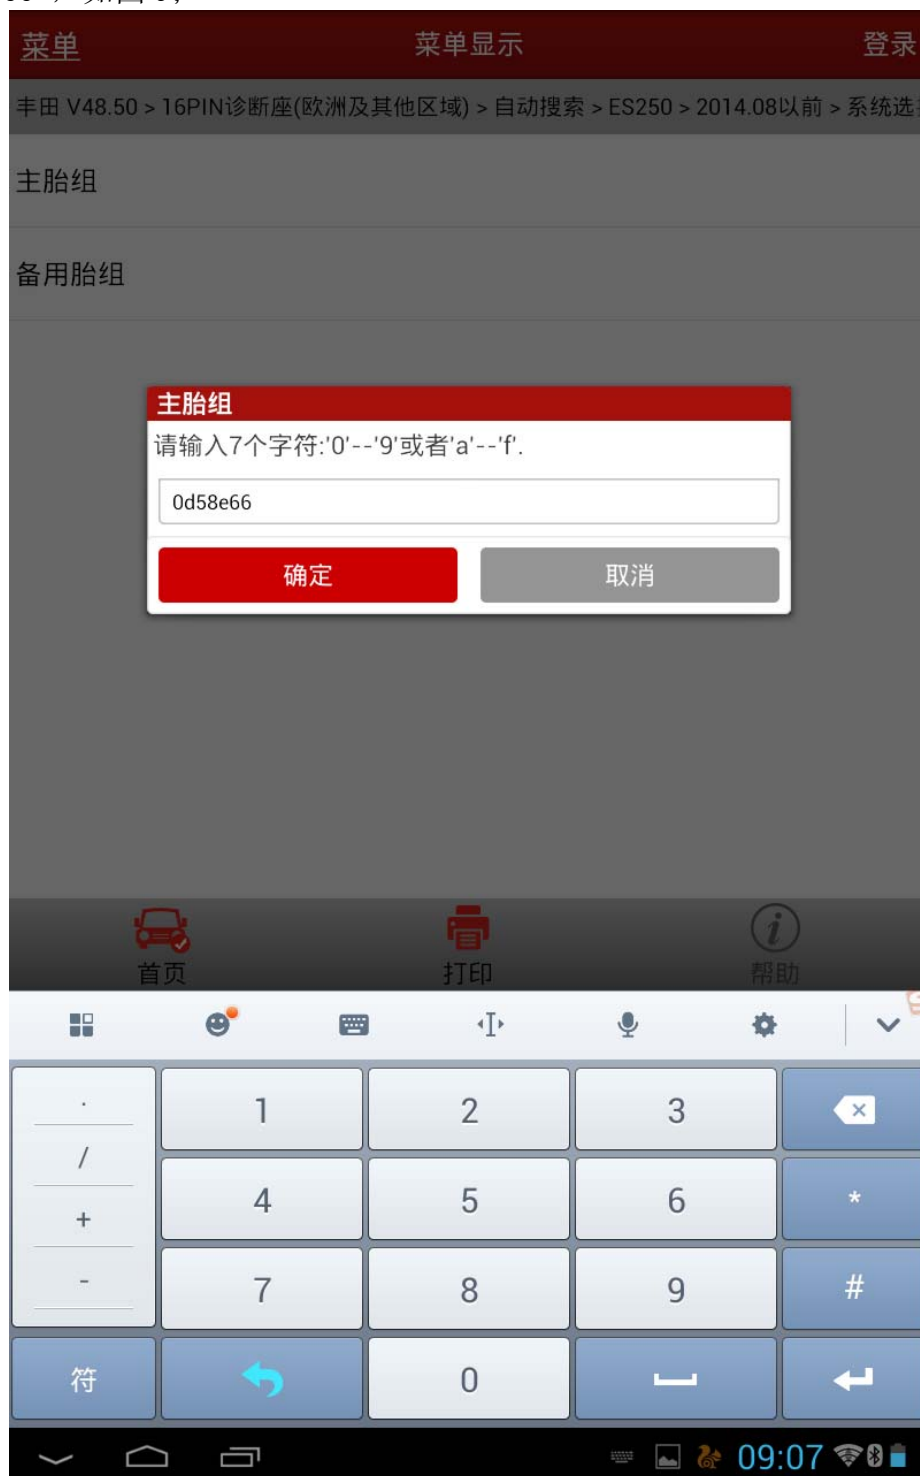 菜单 菜单显示 登录
丰田 V48.50 > 16PIN诊断座(欧洲及其他区域) > 自动搜索 > ES250 > 2014.08以前 > 系统选
主胎组
备用胎组
主胎组
请输入7个字符:'0'--'9'或者'a'--'f'.
0d58e66
确定 取消
首页 打印 帮助
. 1 2 3
/
4 5 6 *
+
- 7 8 9 #
符 0
09:07